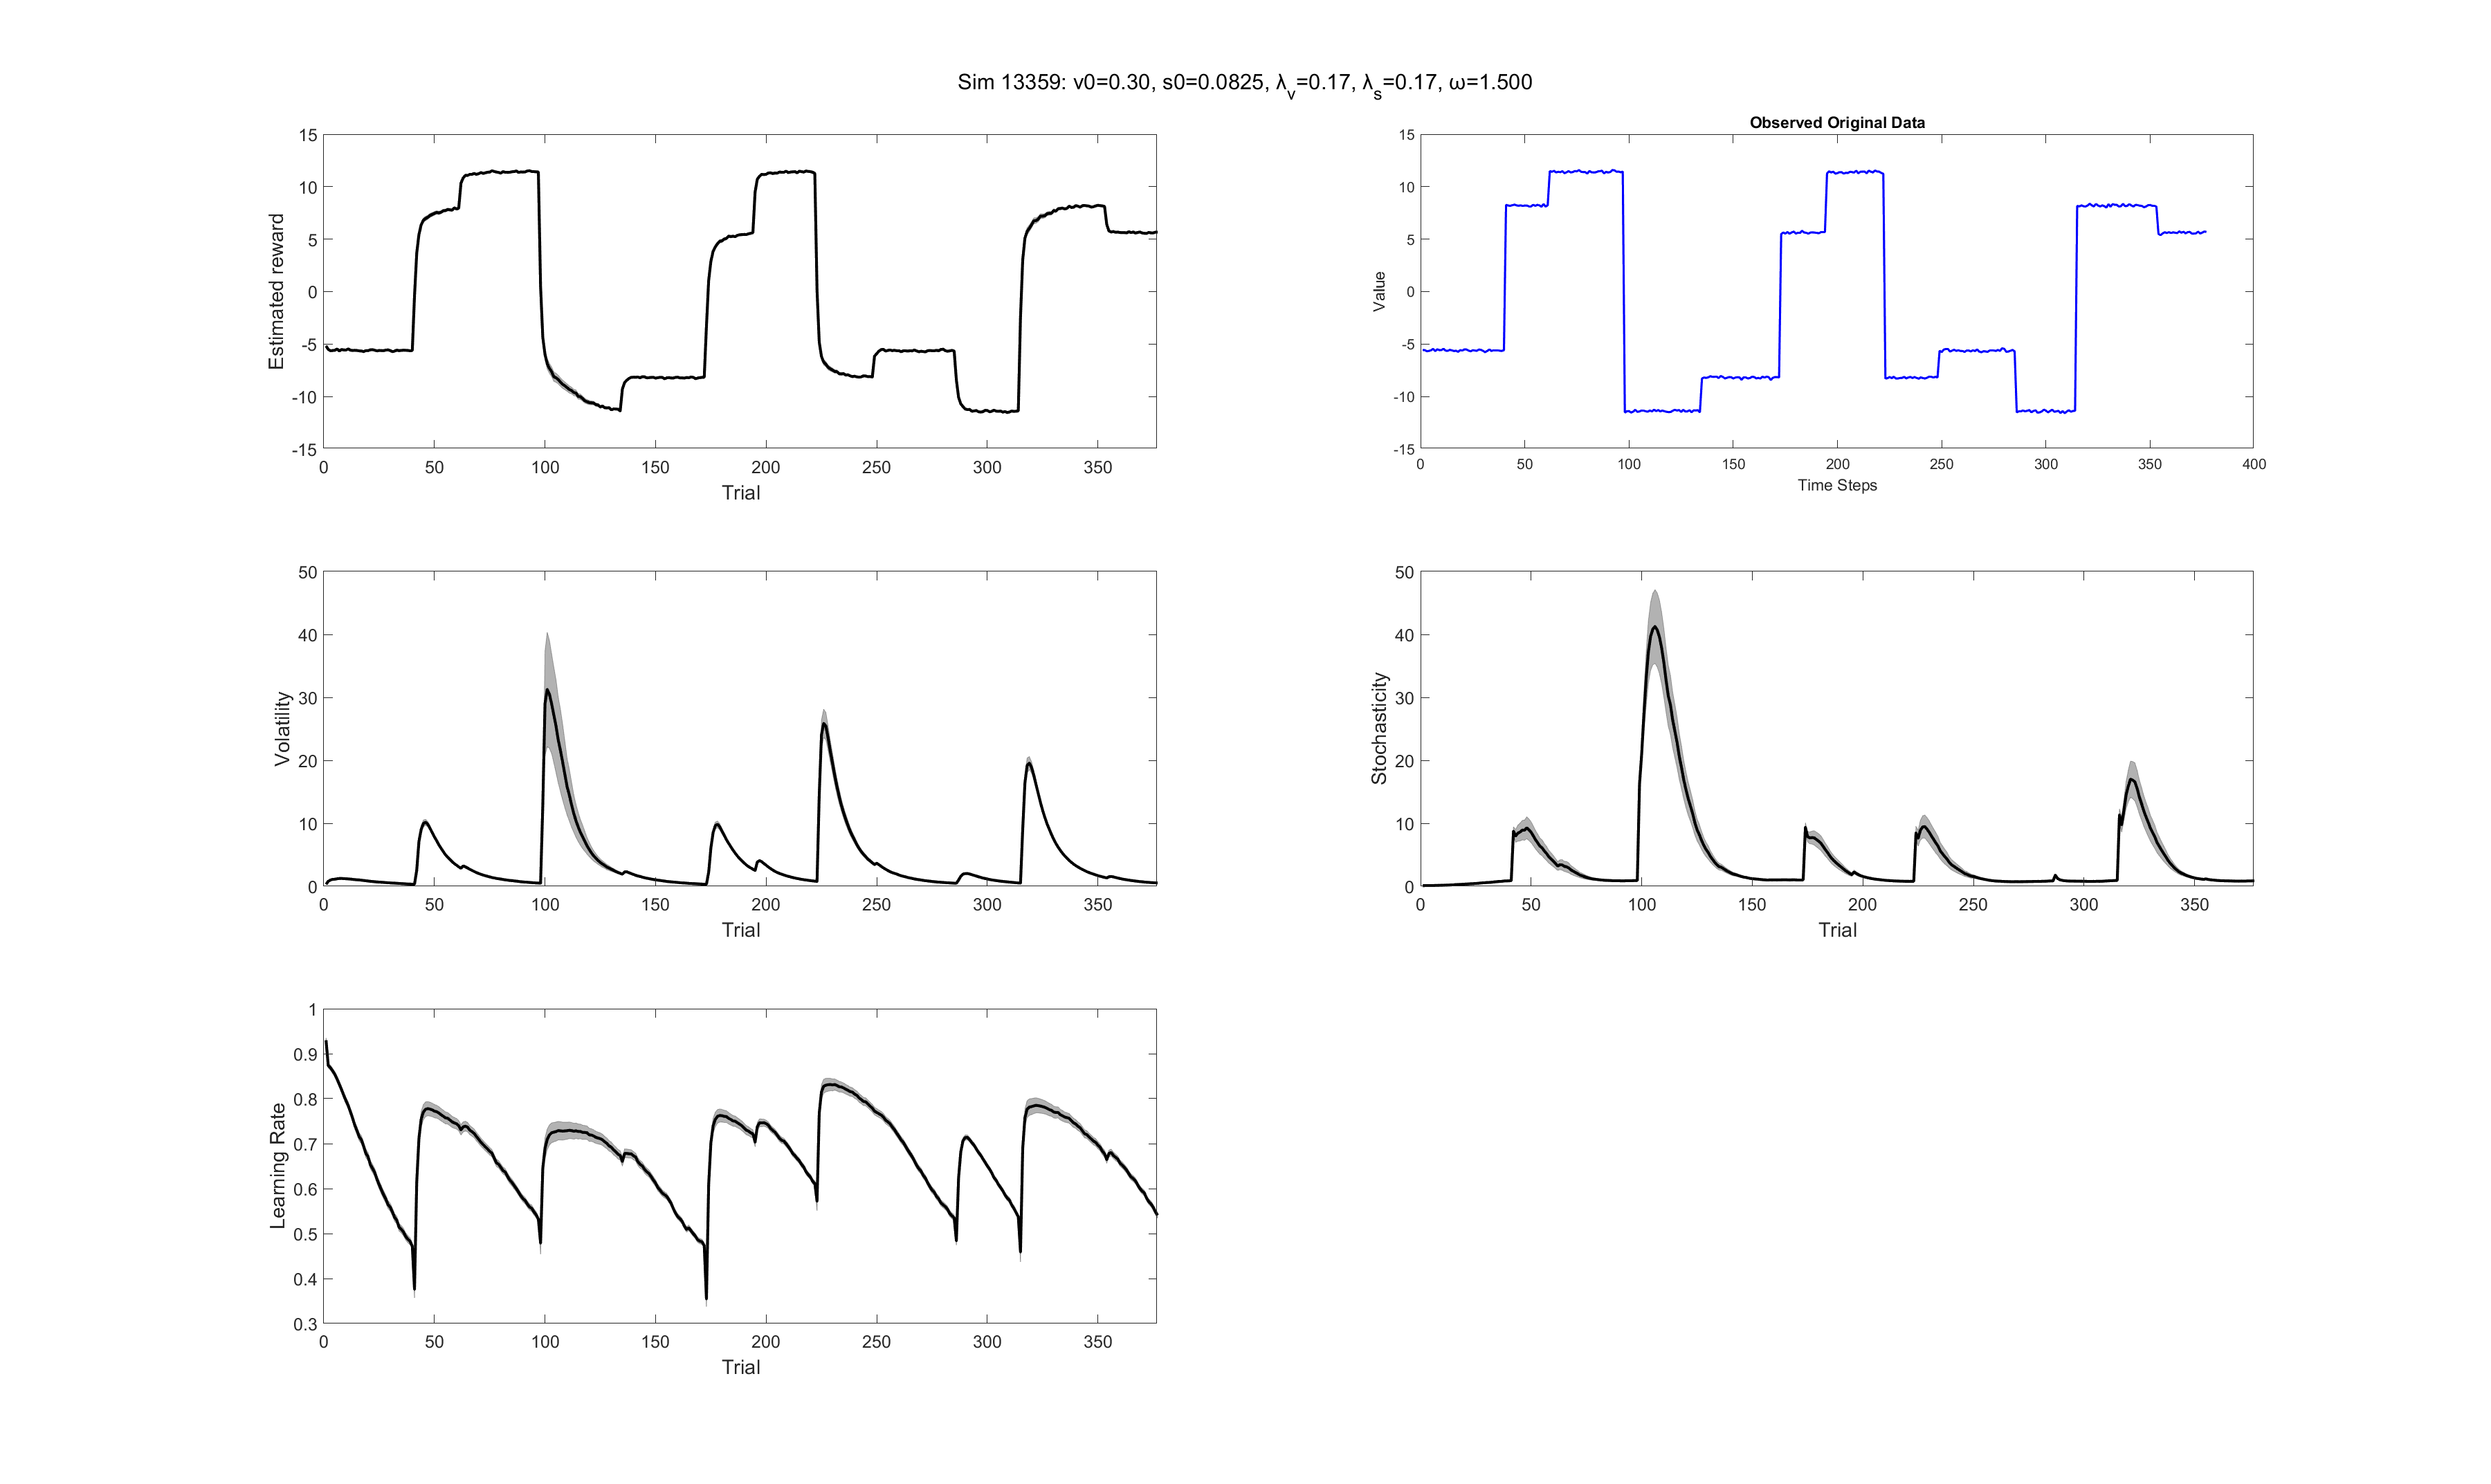 Sim 13359: v0=0.30, s0=0.0825, λv=0.17, λs=0.17, ω=1.500
15
10
5
0
-5
-10
-15
Estimated reward
0 50 100 150 200 250 300 350
Trial
Observed Original Data
15
10
5
0
-5
-10
-15
Value
0 50 100 150 200 250 300 350 400
Time Steps
50
40
30
20
10
0
Volatility
0 50 100 150 200 250 300 350
Trial
50
40
30
20
10
0
Stochasticity
0 50 100 150 200 250 300 350
Trial
1
0.9
0.8
0.7
0.6
0.5
0.4
0.3
Learning Rate
0 50 100 150 200 250 300 350
Trial